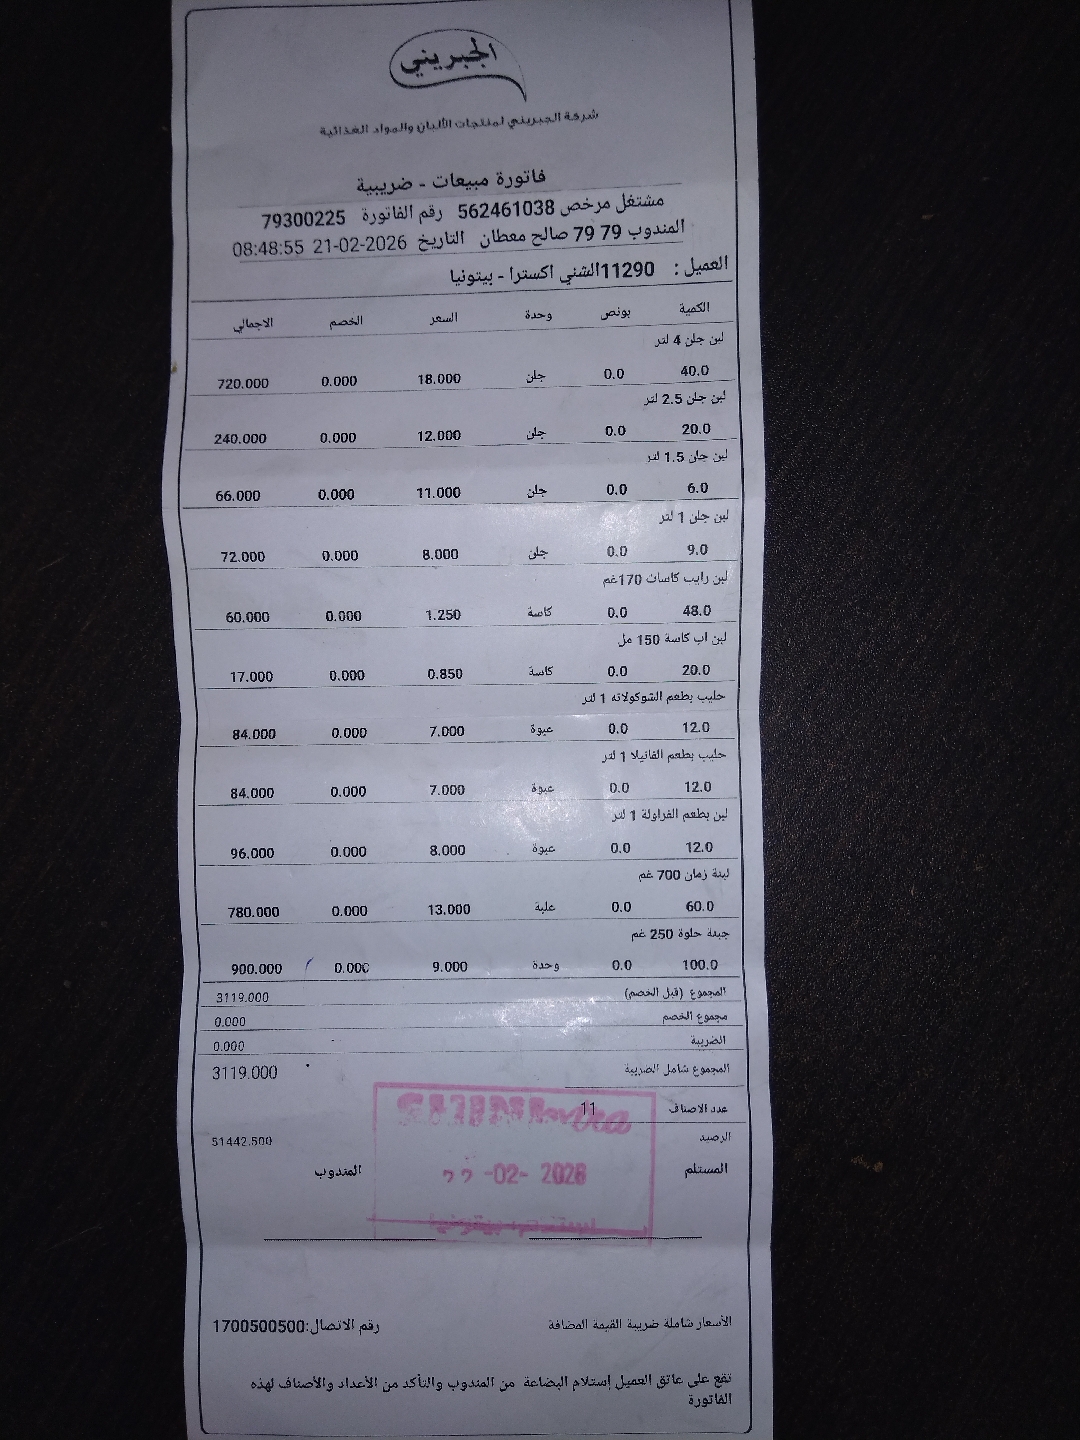 الجبريني
شركة الجبريني لمنتجات الألبان والمواد الغذائية
فاتورة مبيعات - ضريبية
مشتغل مرخص 562461038 رقم الفاتورة 79300225
المندوب 79 79 صالح معطان التاريخ 21-02-2026 08:48:55
العميل : 11290الشني اكسترا - بيتونيا
الكمية بونص وحدة السعر الخصم الاجمالي
لبن جلن 4 لتر
40.0 0.0 جلن 18.000 0.000 720.000
لبن جلن 2.5 لتر
20.0 0.0 جلن 12.000 0.000 240.000
لبن جلن 1.5 لتر
6.0 0.0 جلن 11.000 0.000 66.000
لبن جلن 1 لتر
9.0 0.0 جلن 8.000 0.000 72.000
لبن رايب كاسات 170غم
48.0 0.0 كاسة 1.250 0.000 60.000
لبن اب كاسة 150 مل
20.0 0.0 كاسة 0.850 0.000 17.000
حليب بطعم الشوكولاته 1 لتر
12.0 0.0 عبوة 7.000 0.000 84.000
حليب بطعم الفانيلا 1 لتر
12.0 0.0 عبوة 7.000 0.000 84.000
لبن بطعم الفراولة 1 لتر
12.0 0.0 عبوة 8.000 0.000 96.000
لبنة زمان 700 غم
60.0 0.0 علبة 13.000 0.000 780.000
جبنة حلوة 250 غم
100.0 0.0 وحدة 9.000 0.000 900.000
المجموع (قبل الخصم) 3119.000
مجموع الخصم 0.000
الضريبة 0.000
المجموع شامل الضريبة 3119.000
عدد الاصناف 11
الرصيد 51442.500
المستلم المندوب
-02- 2026
الأسعار شاملة ضريبة القيمة المضافة رقم الاتصال:1700500500
تقع على عاتق العميل إستلام البضاعة من المندوب والتأكد من الأعداد والأصناف لهذه
الفاتورة